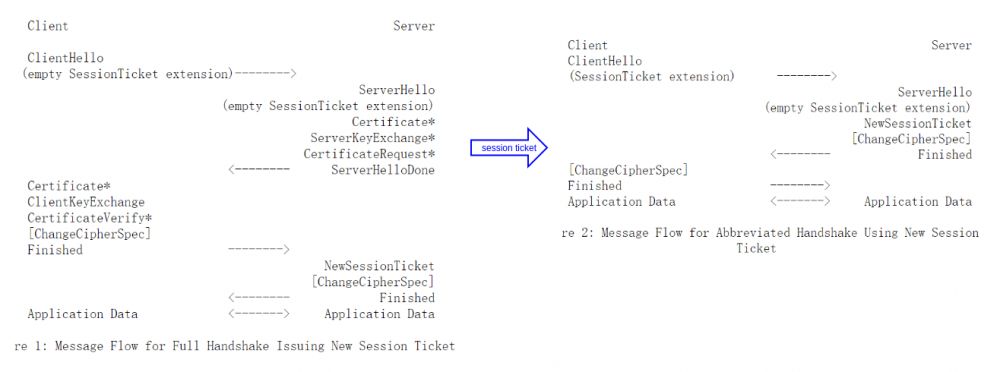 Client Server
ClientHello
(empty SessionTicket extension)-------->
ServerHello
(empty SessionTicket extension)
Certificate*
ServerKeyExchange*
CertificateRequest*
<-------- ServerHelloDone
Certificate*
ClientKeyExchange
CertificateVerify*
[ChangeCipherSpec]
Finished -------->
NewSessionTicket
[ChangeCipherSpec]
<-------- Finished
Application Data <-------> Application Data
re 1: Message Flow for Full Handshake Issuing New Session Ticket
session ticket
Client Server
ClientHello
(SessionTicket extension) -------->
ServerHello
(empty SessionTicket extension)
NewSessionTicket
[ChangeCipherSpec]
<-------- Finished
[ChangeCipherSpec]
Finished -------->
Application Data <-------> Application Data
re 2: Message Flow for Abbreviated Handshake Using New Session
Ticket